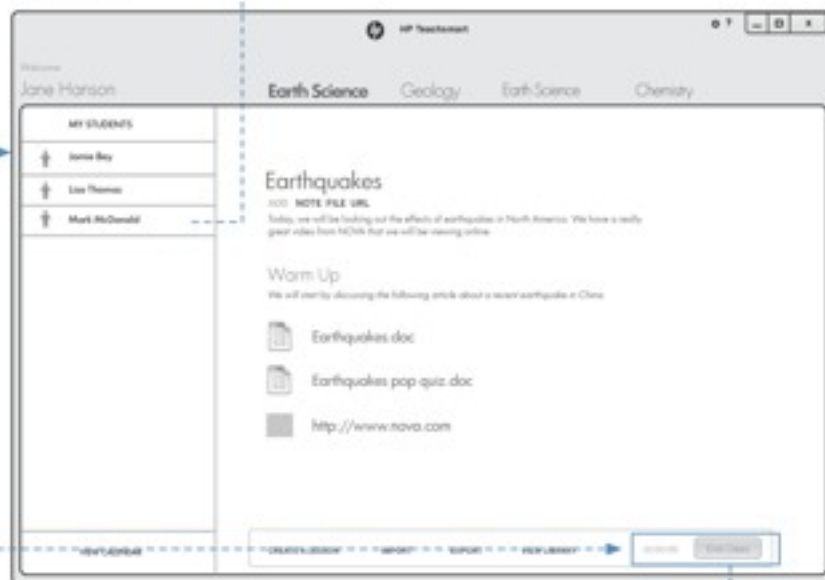 HP Teachsmart
?
x
Welcome
Jane Hanson
Earth Science Geology Earth Science Chemistry
MY STUDENTS
Jamie Bey
Lisa Thomas
Mark McDonald
Earthquakes
ADD NOTE FILE URL
Today, we will be looking out the effects of earthquakes in North America. We have a really
great video from NOVA that we will be viewing online.
Warm Up
We will start by discussing the following article about a recent earthquake in China
Earthquakes.doc
Earthquakes pop quiz.doc
http://www.nova.com
VIEW CALENDAR
CREATE A LESSON IMPORT EXPORT VIEW LIBRARY End Class